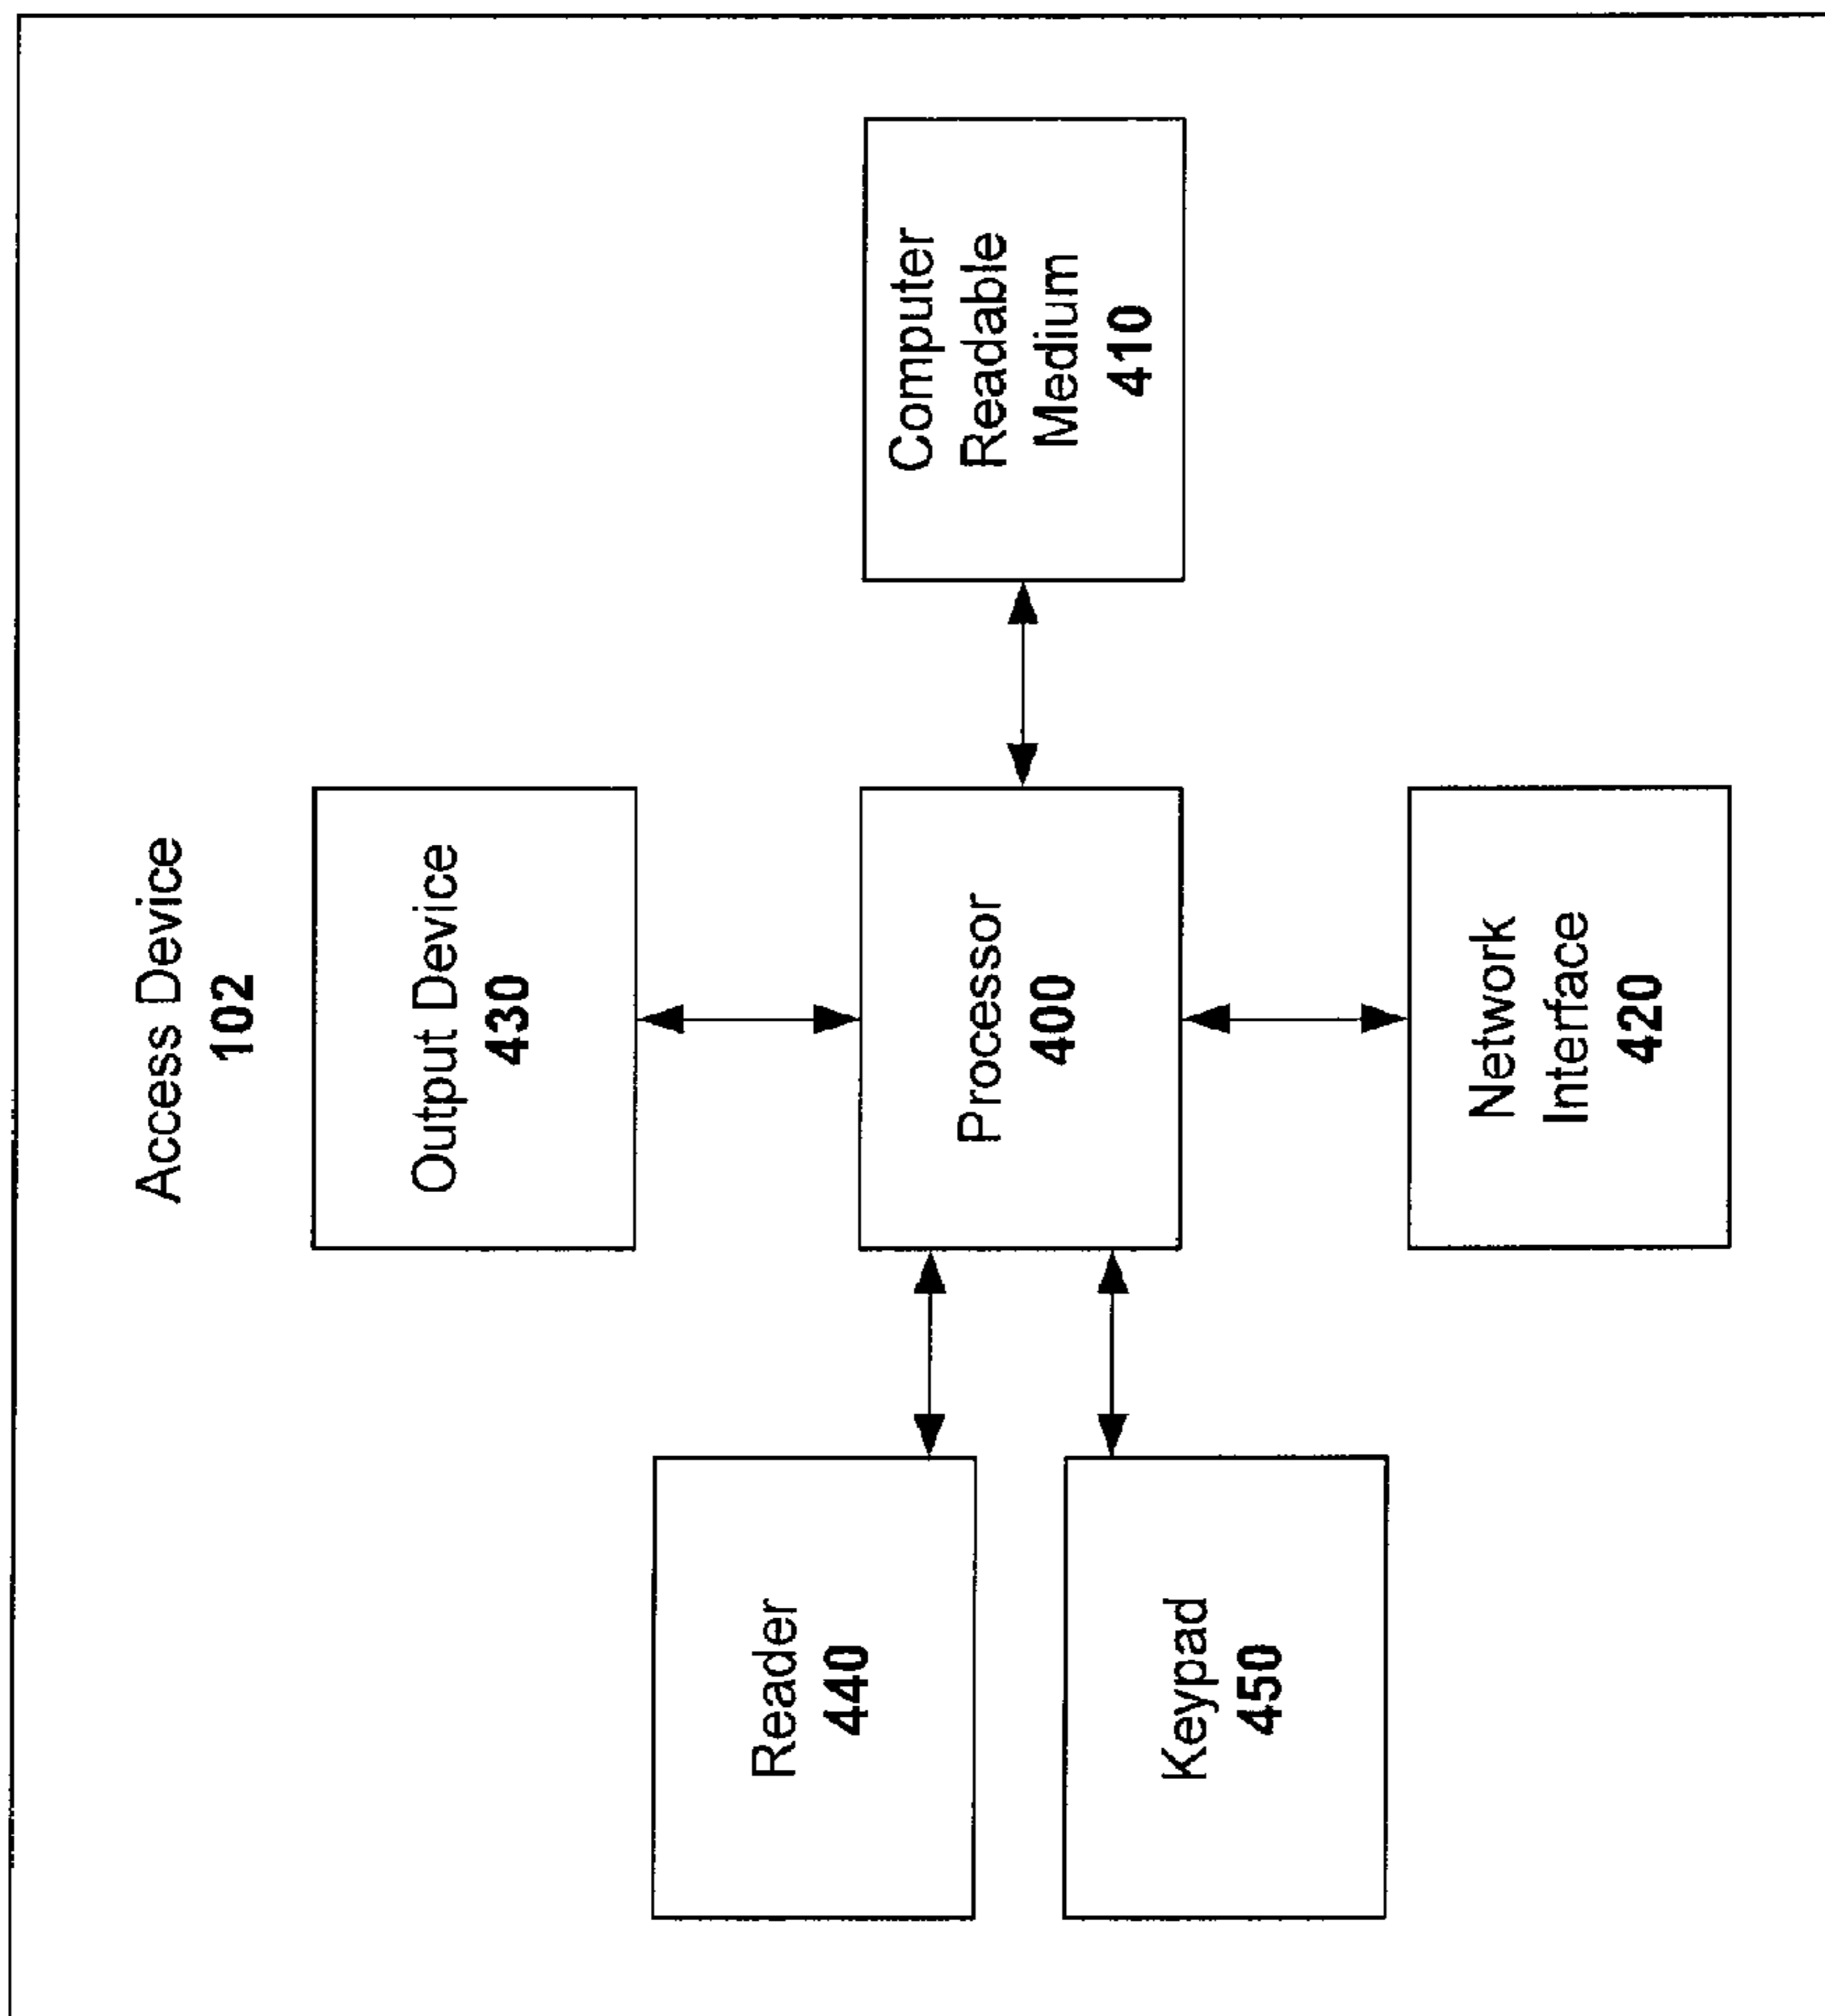 Access Device
102
Output Device
430
Reader
440
Processor
400
Computer
Readable
Medium
410
Keypad
450
Network
Interface
420